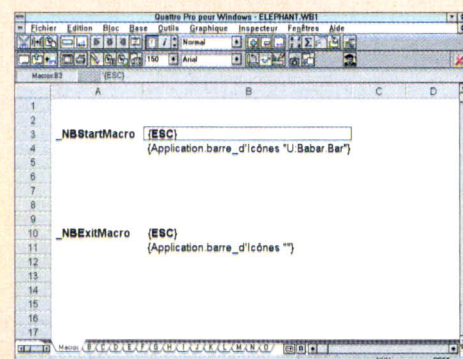 Quattro Pro pour Windows - ELEPHANT.WB1
Fichier Edition Bloc Base Outils Graphique Inspecteur Fenêtres Aide
Normal
150 Arial
Macros:B3 {ESC}
A B C D
1
2
3 _NBStartMacro {ESC}
4 {Application.barre_d'Icônes "U:Babar.Bar"}
5
6
7
8
9
10 _NBExitMacro {ESC}
11 {Application.barre_d'Icônes ""}
12
13
14
15
16
17
Macros B C D E F G H I J K L M N O